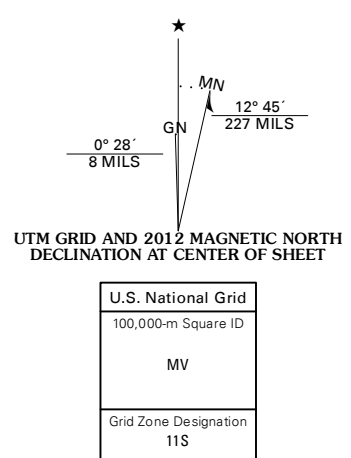 MN
GN
12° 45´
227 MILS
0° 28´
8 MILS
UTM GRID AND 2012 MAGNETIC NORTH
DECLINATION AT CENTER OF SHEET
U.S. National Grid
100,000-m Square ID
MV
Grid Zone Designation
11S